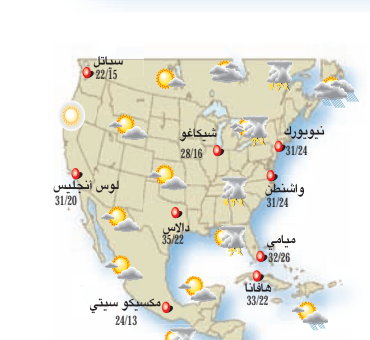 سياتل
22/15
نيويورك
31/24
شيكاغو
28/16
لوس أنجليس
31/20
واشنطن
31/24
دالاس
35/22
ميامي
32/26
هافانا
33/22
مكسيكو سيتي
24/13